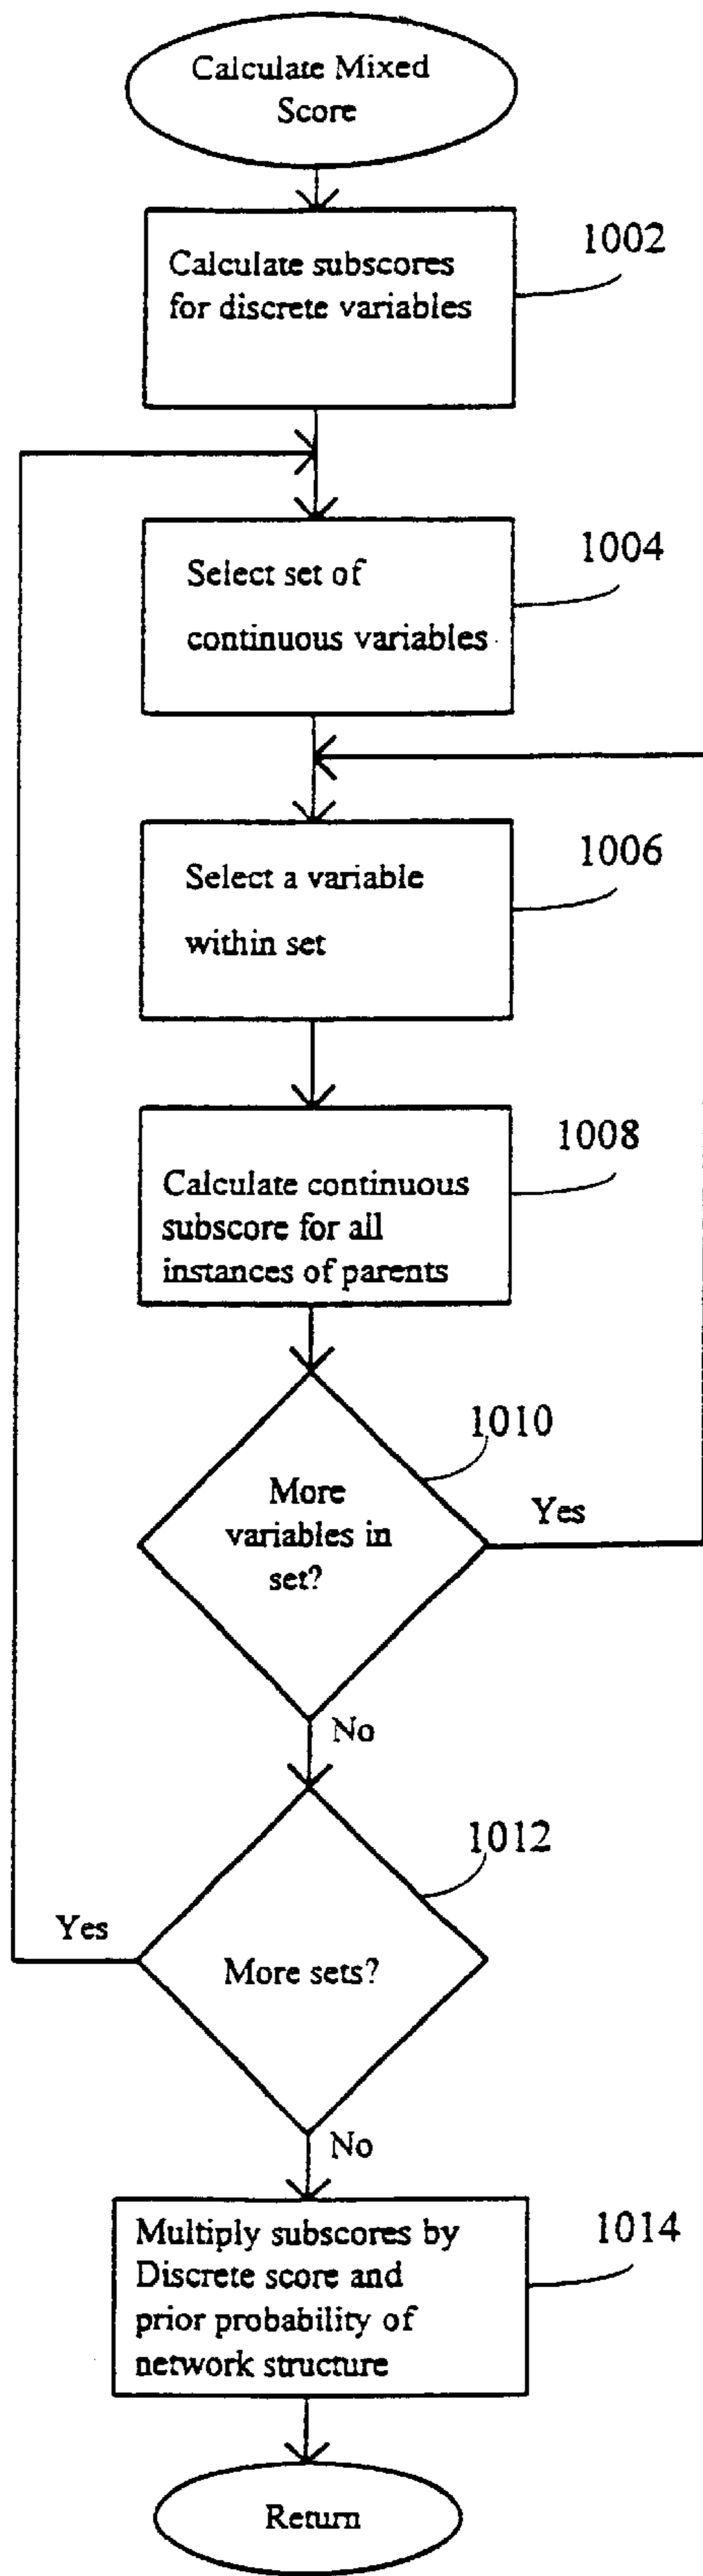 Calculate Mixed
Score
Calculate subscores
for discrete variables
1002
Select set of
continuous variables
1004
Select a variable
within set
1006
Calculate continuous
subscore for all
instances of parents
1008
More
variables in
set?
1010
Yes
No
More sets?
1012
Yes
No
Multiply subscores by
Discrete score and
prior probability of
network structure
1014
Return